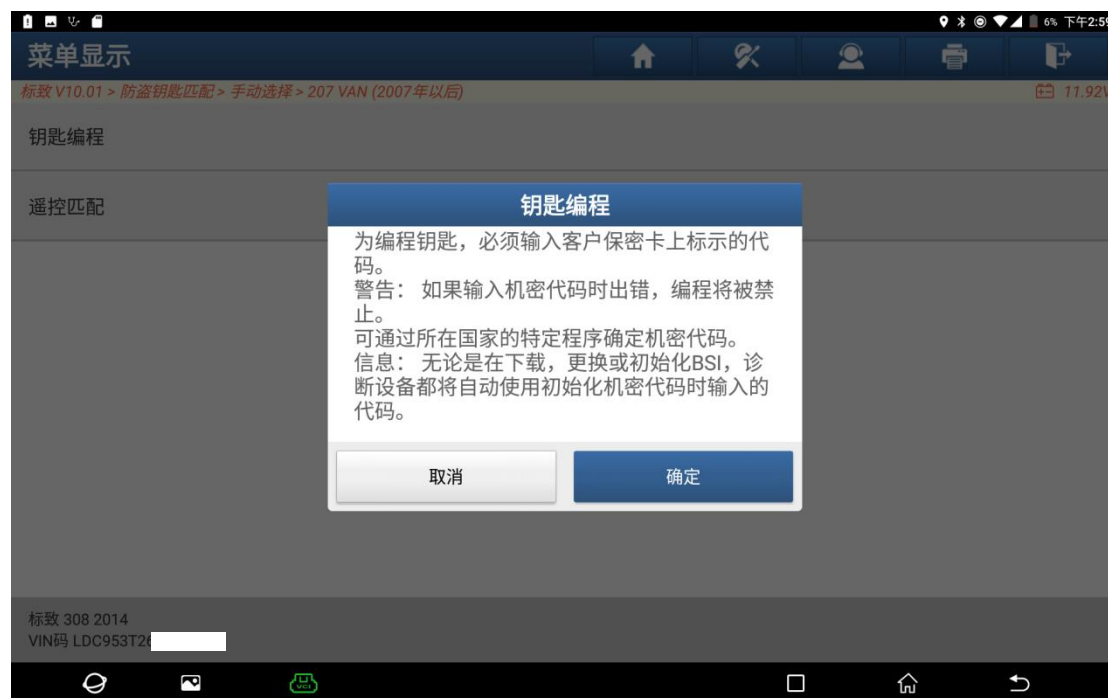 6% 下午2:59
菜单显示
标致 V10.01 > 防盗钥匙匹配 > 手动选择 > 207 VAN (2007年以后)
11.92V
钥匙编程
遥控匹配
钥匙编程
为编程钥匙，必须输入客户保密卡上标示的代
码。
警告： 如果输入机密代码时出错，编程将被禁
止。
可通过所在国家的特定程序确定机密代码。
信息： 无论是在下载，更换或初始化BSI，诊
断设备都将自动使用初始化机密代码时输入的
代码。
取消
确定
标致 308 2014
VIN码 LDC953T2
VCI